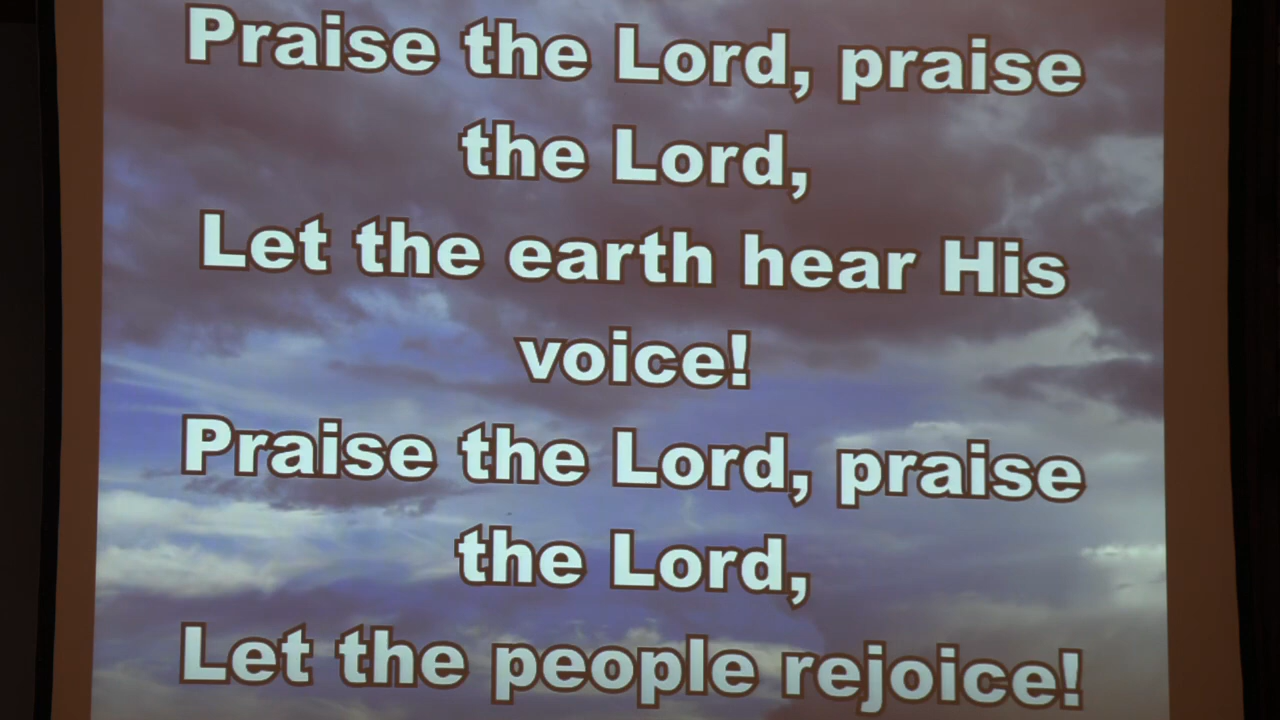 Praise the Lord, praise
the Lord,
Let the earth hear His
voice!
Praise the Lord, praise
the Lord,
Let the people rejoice!